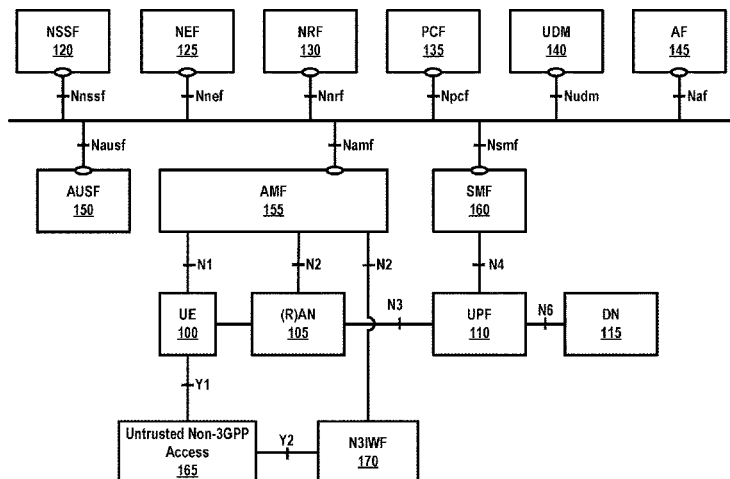 NSSF
120
NEF
125
NRF
130
PCF
135
UDM
140
AF
145
Nnssf
Nnef
Nnrf
Npcf
Nudm
Naf
Nausf
Namf
Nsmf
AUSF
150
AMF
155
SMF
160
N1
N2
N2
N4
UE
100
(R)AN
105
N3
UPF
110
N6
DN
115
Y1
Untrusted Non-3GPP
Access
165
Y2
N3IWF
170